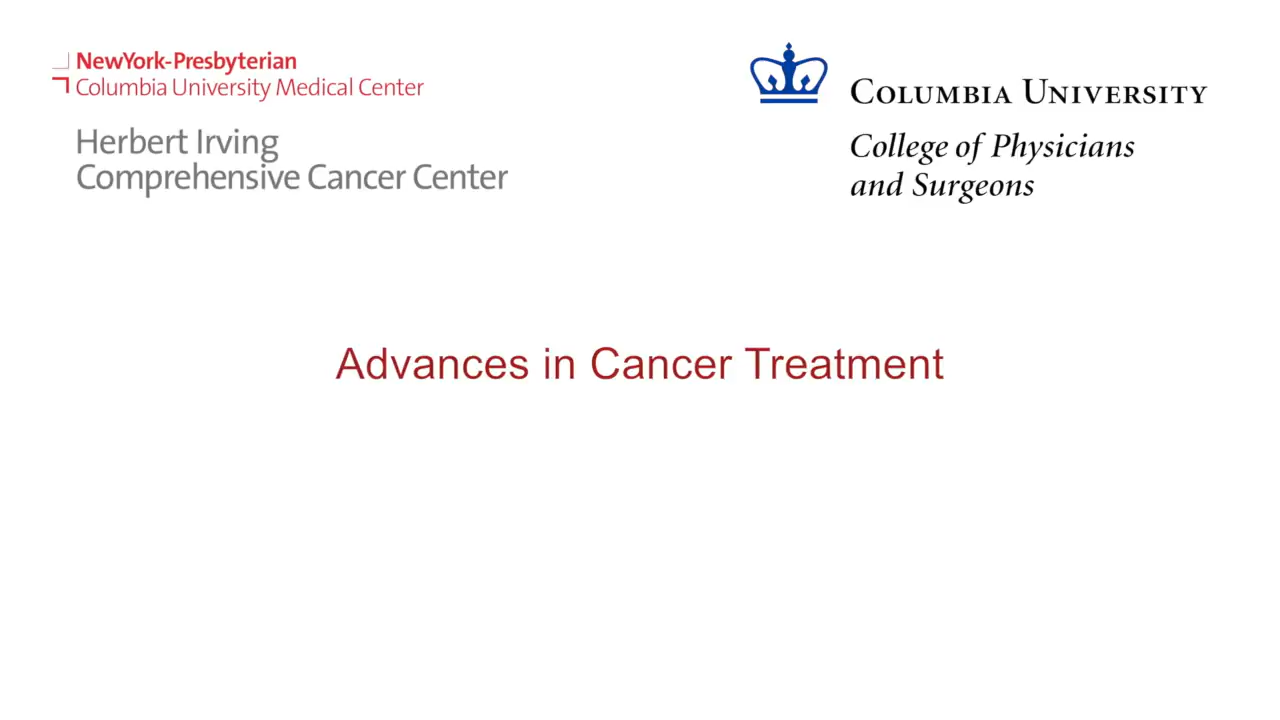 NewYork-Presbyterian
Columbia University Medical Center
Herbert Irving
Comprehensive Cancer Center
COLUMBIA UNIVERSITY
College of Physicians
and Surgeons
Advances in Cancer Treatment